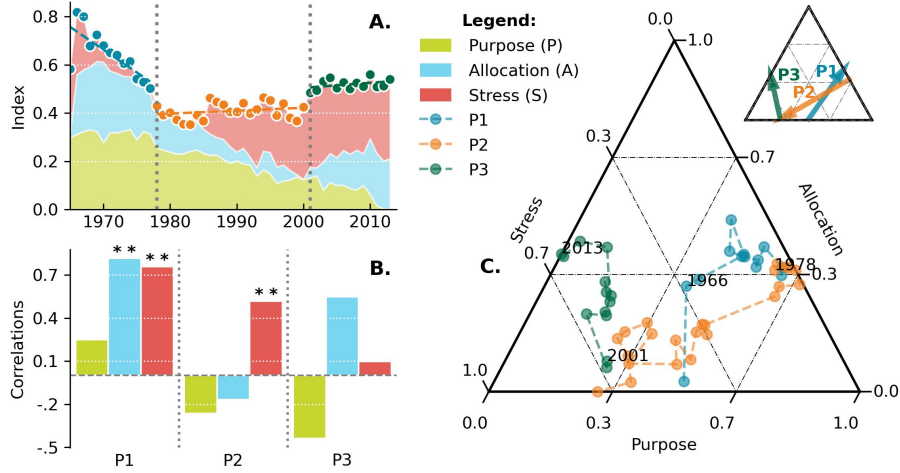 A.
Index
0.8
0.6
0.4
0.2
0.0
1970
1980
1990
2000
2010
B.
Correlations
0.7
0.4
0.1
-.2
-.5
* *
* *
* *
P1
P2
P3
Legend:
Purpose (P)
Allocation (A)
Stress (S)
P1
P2
P3
C.
0.0
1.0
0.3
0.7
0.7
0.3
1.0
0.0
0.0
0.3
0.7
1.0
Stress
Allocation
Purpose
2013
1966
1978
2001
P3
P1
P2